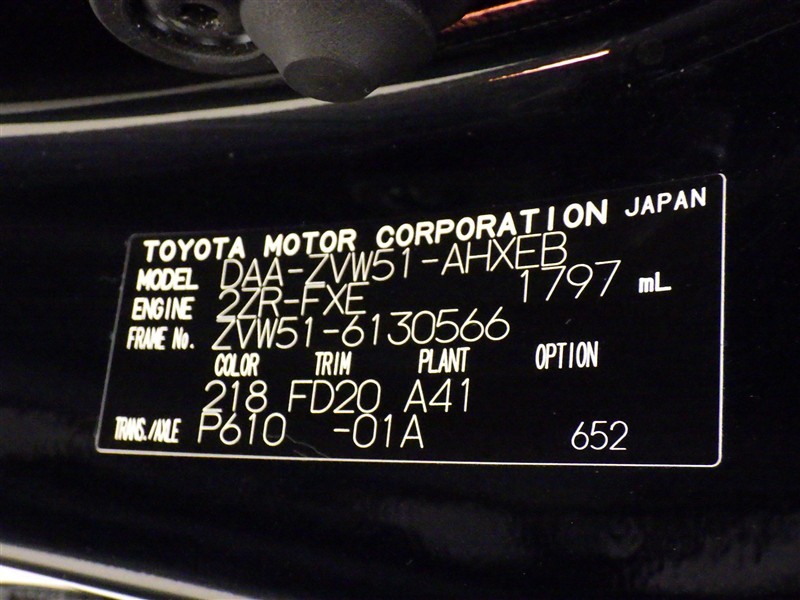 TOYOTA MOTOR CORPORATION JAPAN
MODEL DAA-ZVW51-AHXEB
ENGINE 2ZR-FXE 1797 mL
FRAME No. ZVW51-6130566
COLOR TRIM PLANT OPTION
218 FD20 A41
TRANS./AXLE P610 -01A 652